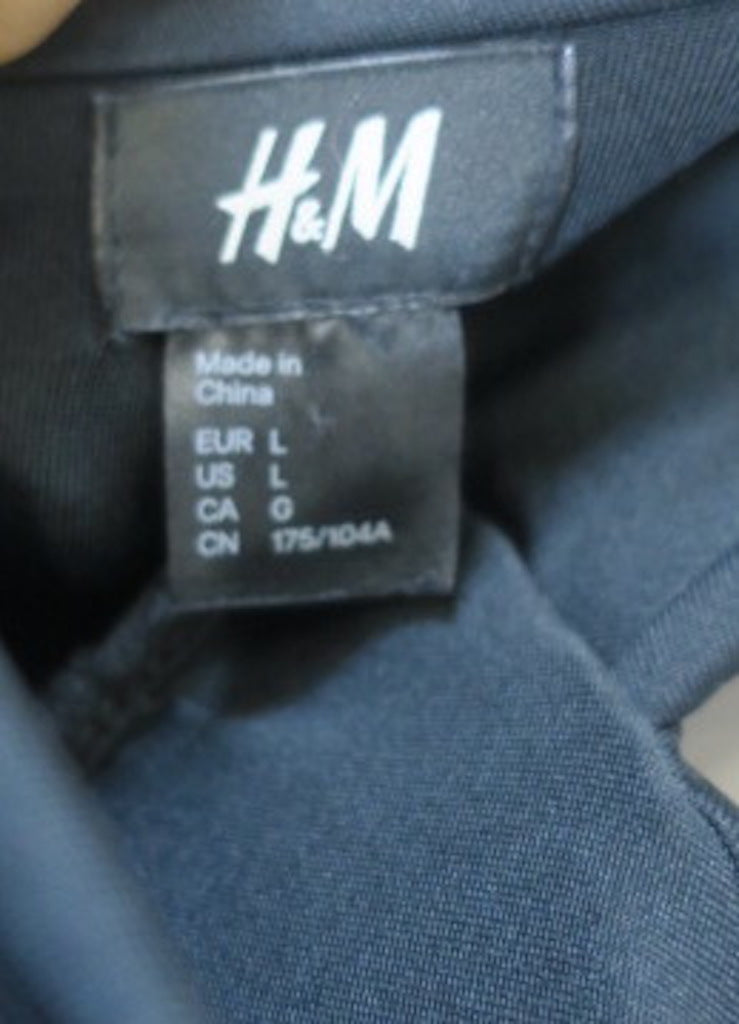 H&M
Made in
China
EUR L
US L
CA G
CN 175/104A